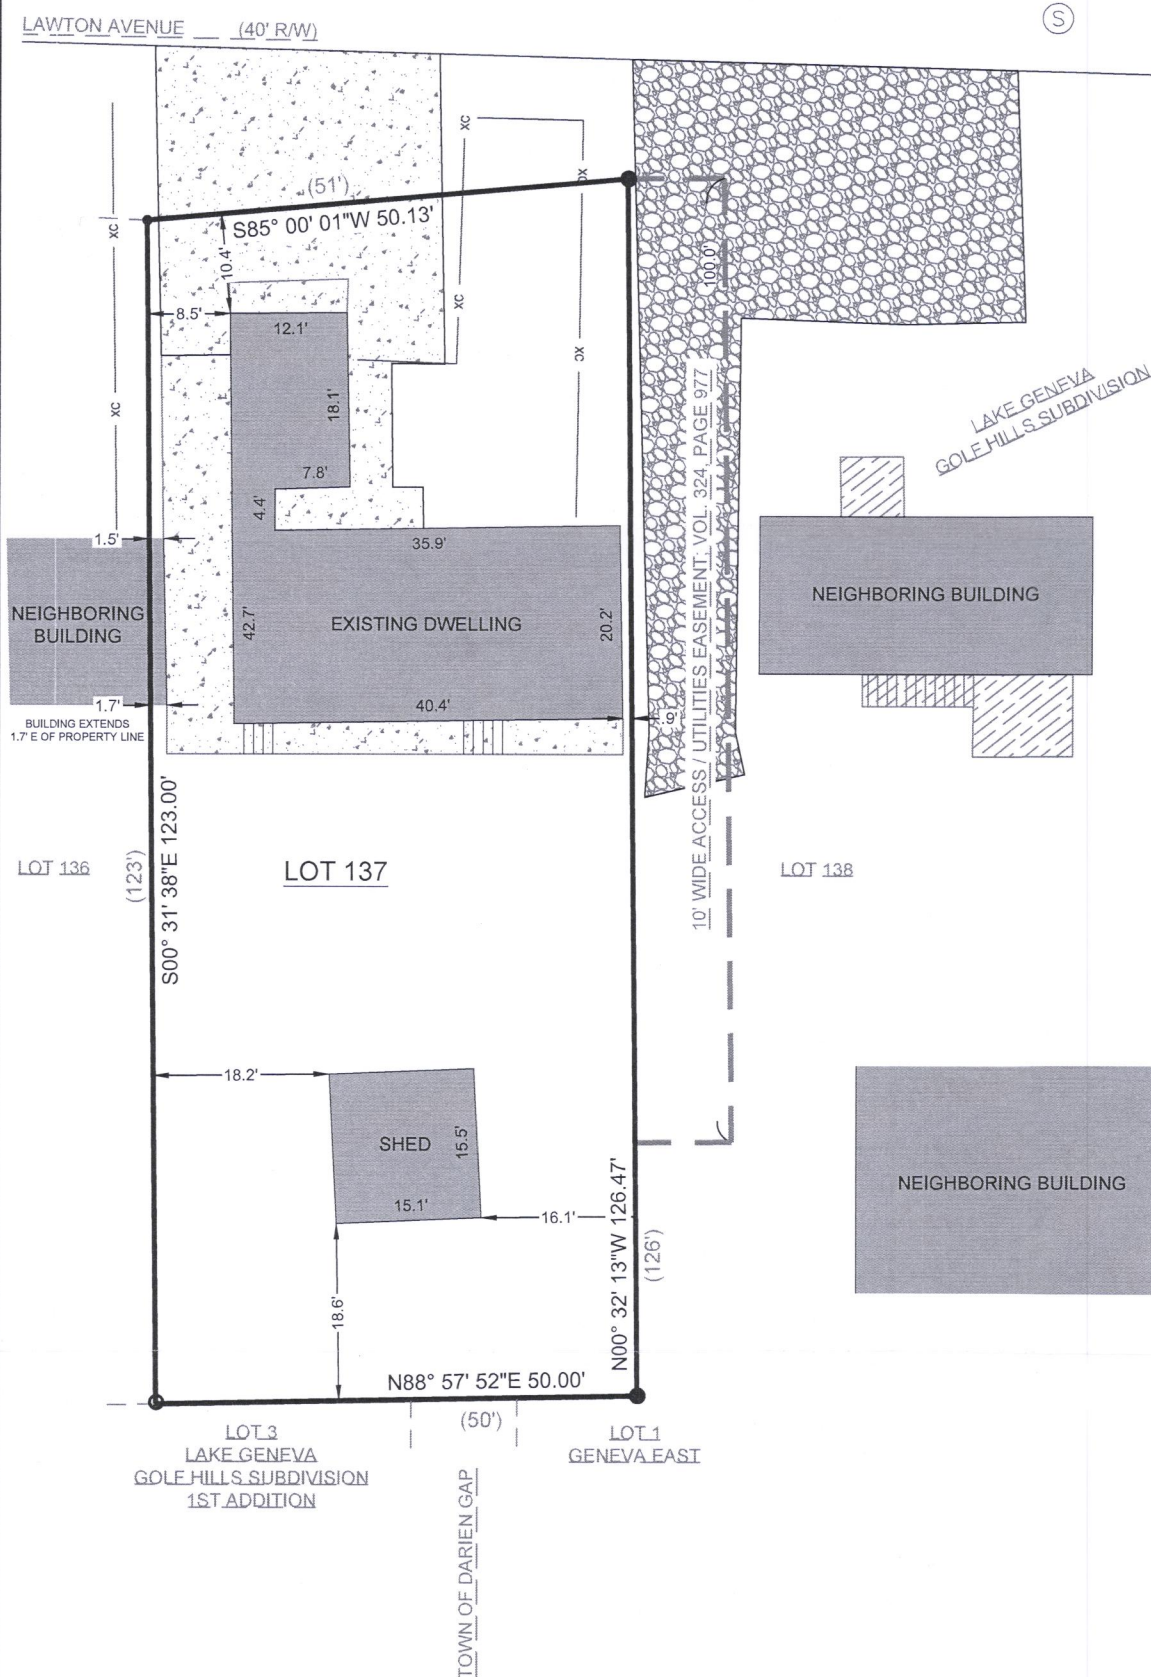 LAWTON AVENUE (40' R/W)
S
xc
xc
xc
xc
xc
xc
(51')
S85° 00' 01"W 50.13'
10.4'
8.5'
12.1'
18.1'
7.8'
4.4'
35.9'
100.0'
LAKE GENEVA
GOLF HILLS SUBDIVISION
10' WIDE ACCESS / UTILITIES EASEMENT: VOL. 324, PAGE 977
1.5'
NEIGHBORING
BUILDING
42.7'
EXISTING DWELLING
20.2'
NEIGHBORING BUILDING
1.7'
40.4'
.9'
BUILDING EXTENDS
1.7' E OF PROPERTY LINE
S00° 31' 38"E 123.00'
(123')
LOT 136
LOT 137
LOT 138
18.2'
SHED
15.5'
15.1'
16.1'
18.6'
N00° 32' 13"W 126.47'
(126')
NEIGHBORING BUILDING
N88° 57' 52"E 50.00'
(50')
LOT 3
LAKE GENEVA
GOLF HILLS SUBDIVISION
1ST ADDITION
LOT 1
GENEVA EAST
TOWN OF DARIEN GAP